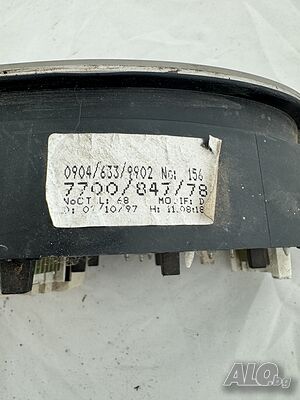 0904/633/9902 No: 156
7700/847/78
NoCT L: 68 MO.IF: D
D: 02/10/97 H: 11.08:18
ALO.bg